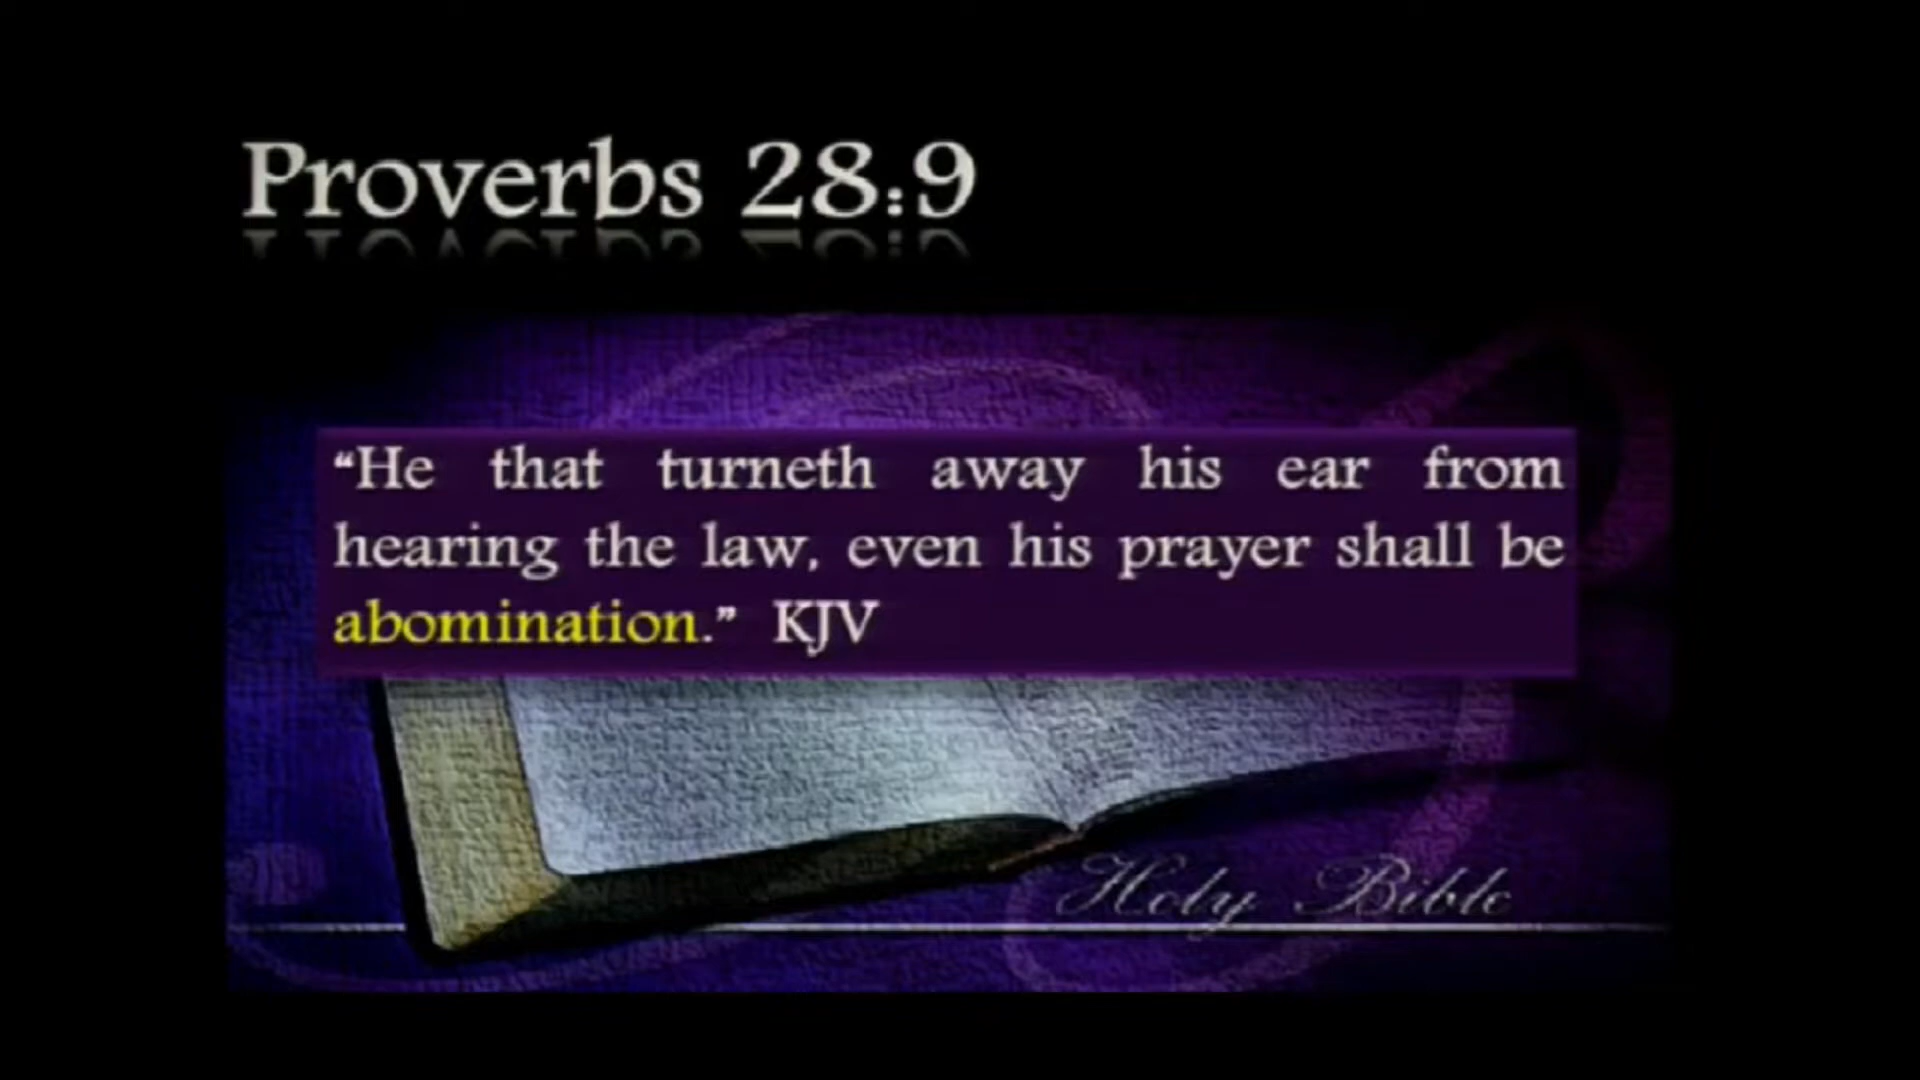 Proverbs 28:9
“He that turneth away his ear from
hearing the law, even his prayer shall be
abomination.” KJV
Holy Bible